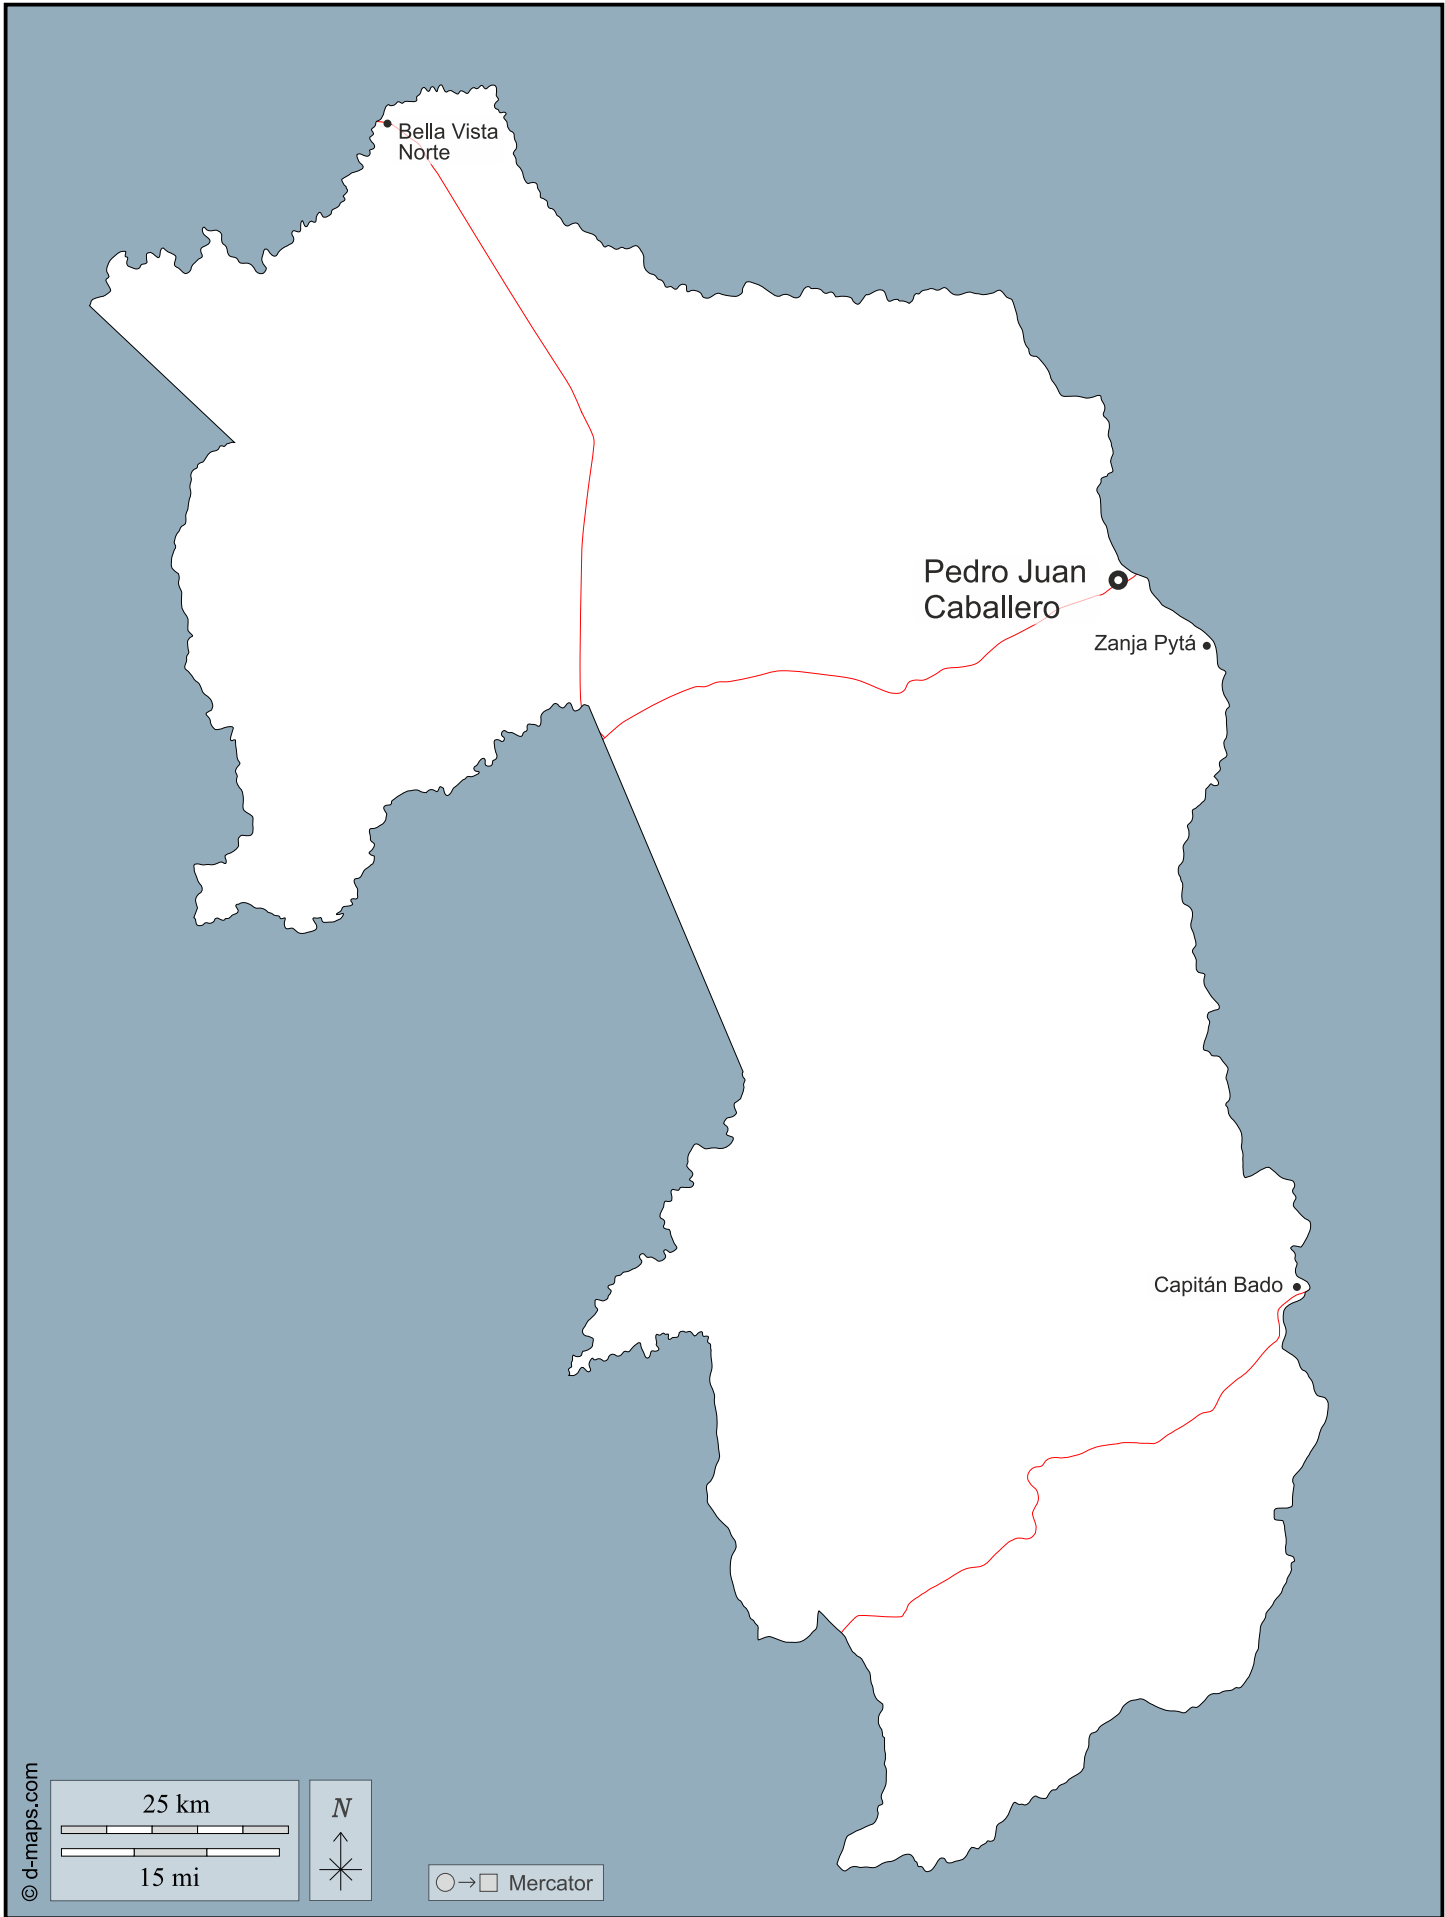 Bella Vista
Norte
Pedro Juan
Caballero
Zanja Pytá
Capitán Bado
© d-maps.com
25 km
15 mi
N
Mercator